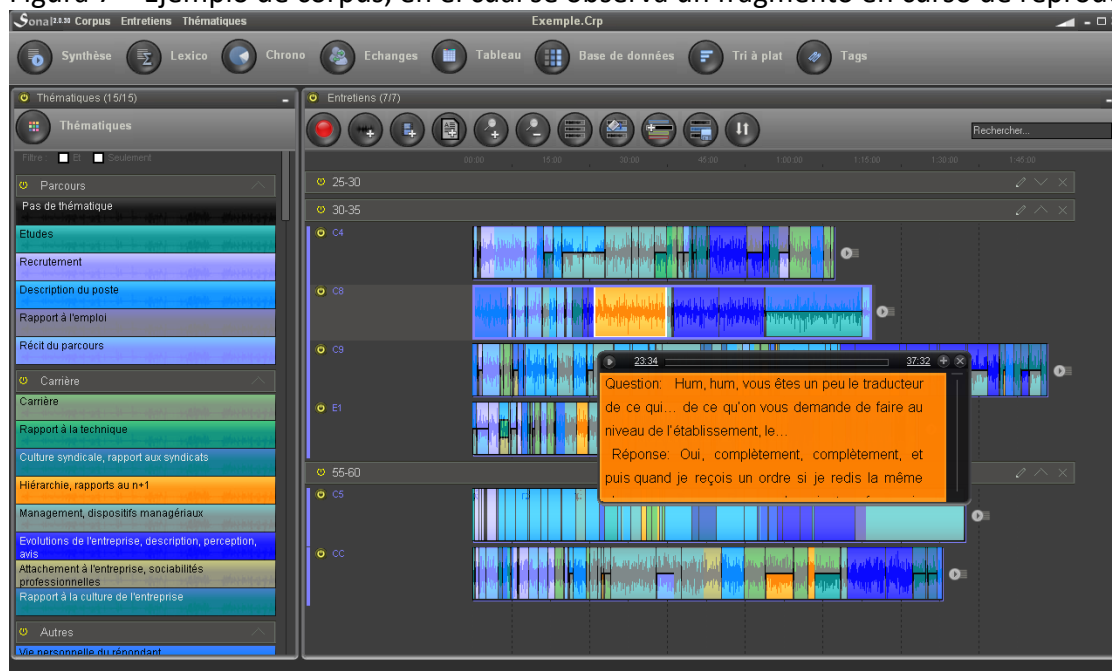 Figura 7 – Ejemplo de corpus, en el cual se observa un fragmento en curso de reprod
Sonal 2.0.30 Corpus Entretiens Thématiques
Exemple.Crp
Synthèse Lexico Chrono Echanges Tableau Base de données Tri à plat Tags
Thématiques (15/15)
Entretiens (7/7)
Thématiques
Rechercher...
Filtre: Et Seulement
00:00 15:00 30:00 45:00 1:00:00 1:15:00 1:30:00 1:45:00
Parcours
Pas de thématique
Etudes
Recrutement
Description du poste
Rapport à l'emploi
Récit du parcours
Carrière
Carrière
Rapport à la technique
Culture syndicale, rapport aux syndicats
Hiérarchie, rapports au n+1
Management, dispositifs managériaux
Evolutions de l'entreprise, description, perception,
avis
Attachement à l'entreprise, sociabilités
professionnelles
Rapport à la culture de l'entreprise
Autres
Vie personnelle du répondant
25-30
30-35
C4
C8
C9
E1
23:34 37:32
Question: Hum, hum, vous êtes un peu le traducteur
de ce qui... de ce qu'on vous demande de faire au
niveau de l'établissement, le...
Réponse: Oui, complètement, complètement, et
puis quand je reçois un ordre si je redis la même
55-60
C5
CC